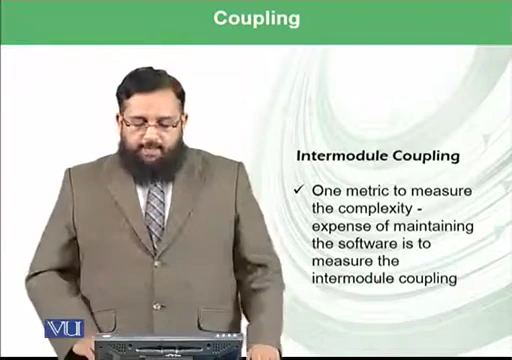 Coupling
Intermodule Coupling
✓ One metric to measure
the complexity -
expense of maintaining
the software is to
measure the
intermodule coupling
VU